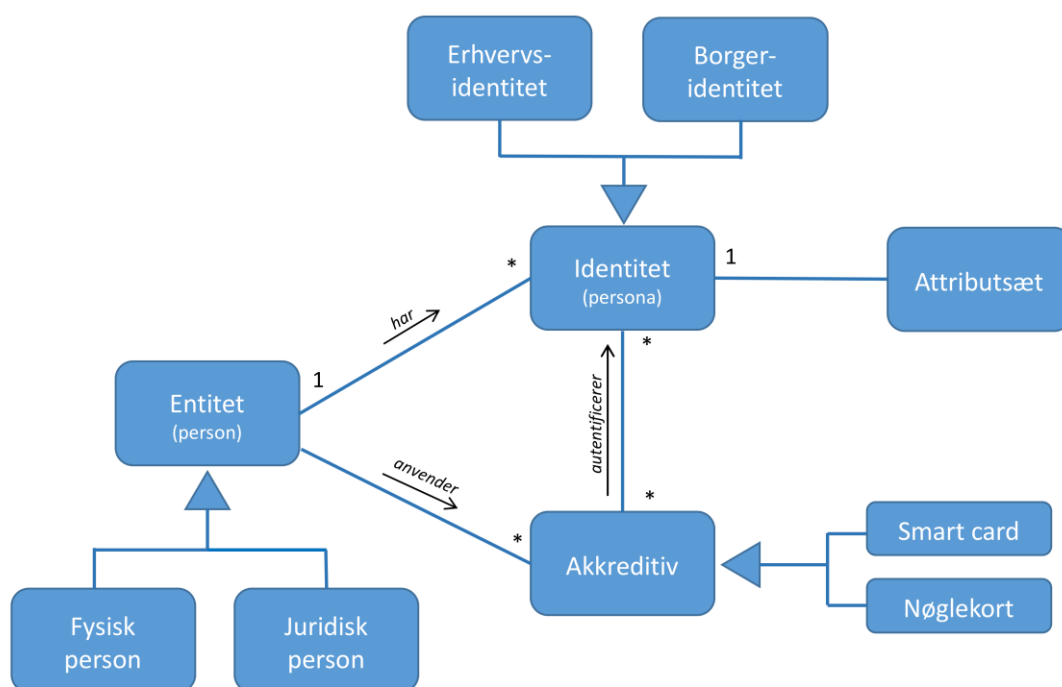 Erhvervs-
identitet
Borger-
identitet
*
Identitet
(persona)
1
Attributsæt
har
*
1
Entitet
(person)
autentificerer
anvender
*
*
Akkreditiv
Smart card
Nøglekort
Fysisk
person
Juridisk
person